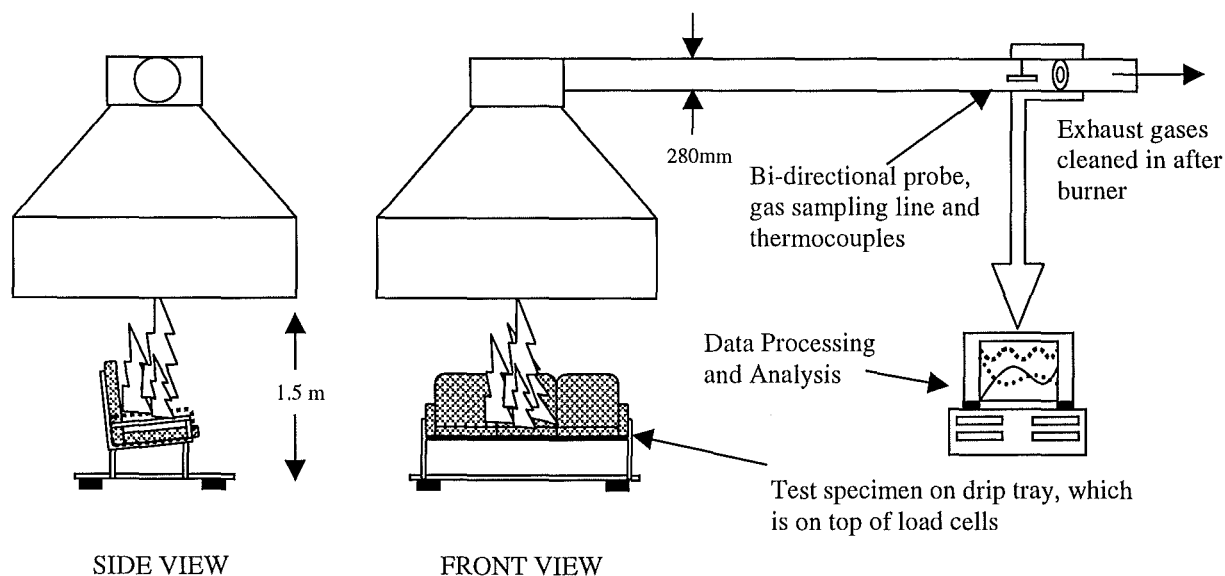 280mm
Exhaust gases
cleaned in after
burner
Bi-directional probe,
gas sampling line and
thermocouples
1.5 m
Data Processing
and Analysis
Test specimen on drip tray, which
is on top of load cells
SIDE VIEW
FRONT VIEW